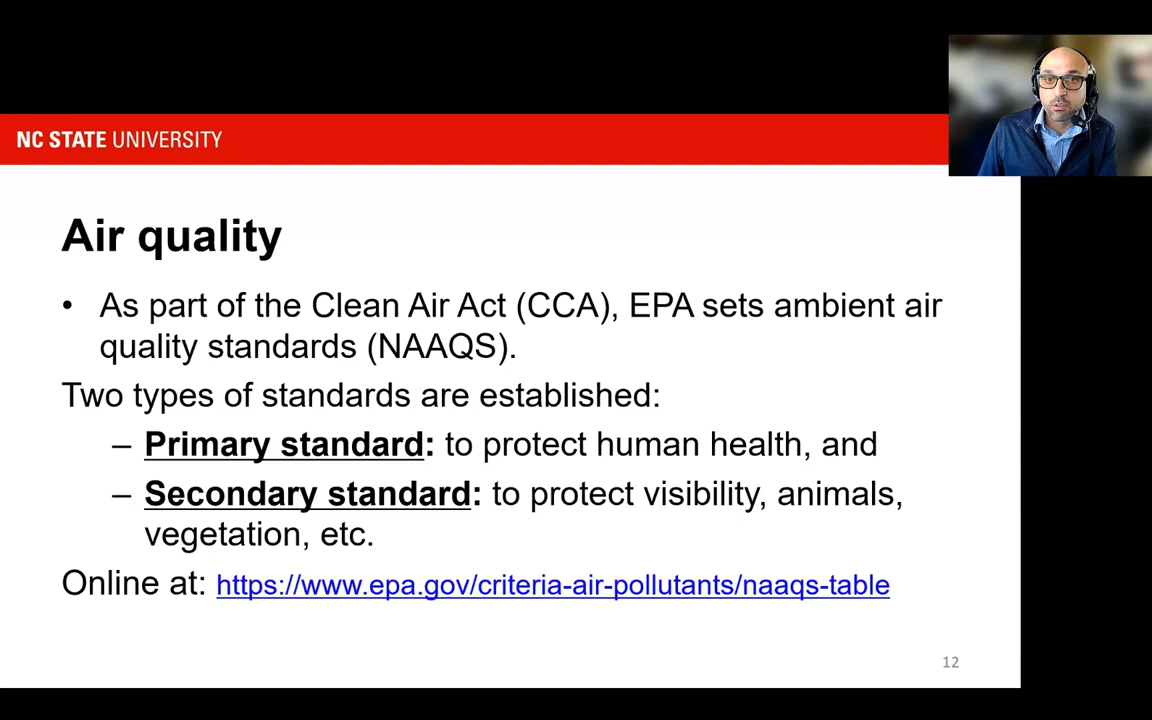 NC STATE UNIVERSITY
Air quality
• As part of the Clean Air Act (CCA), EPA sets ambient air
quality standards (NAAQS).
Two types of standards are established:
– Primary standard: to protect human health, and
– Secondary standard: to protect visibility, animals,
vegetation, etc.
Online at: https://www.epa.gov/criteria-air-pollutants/naaqs-table
12